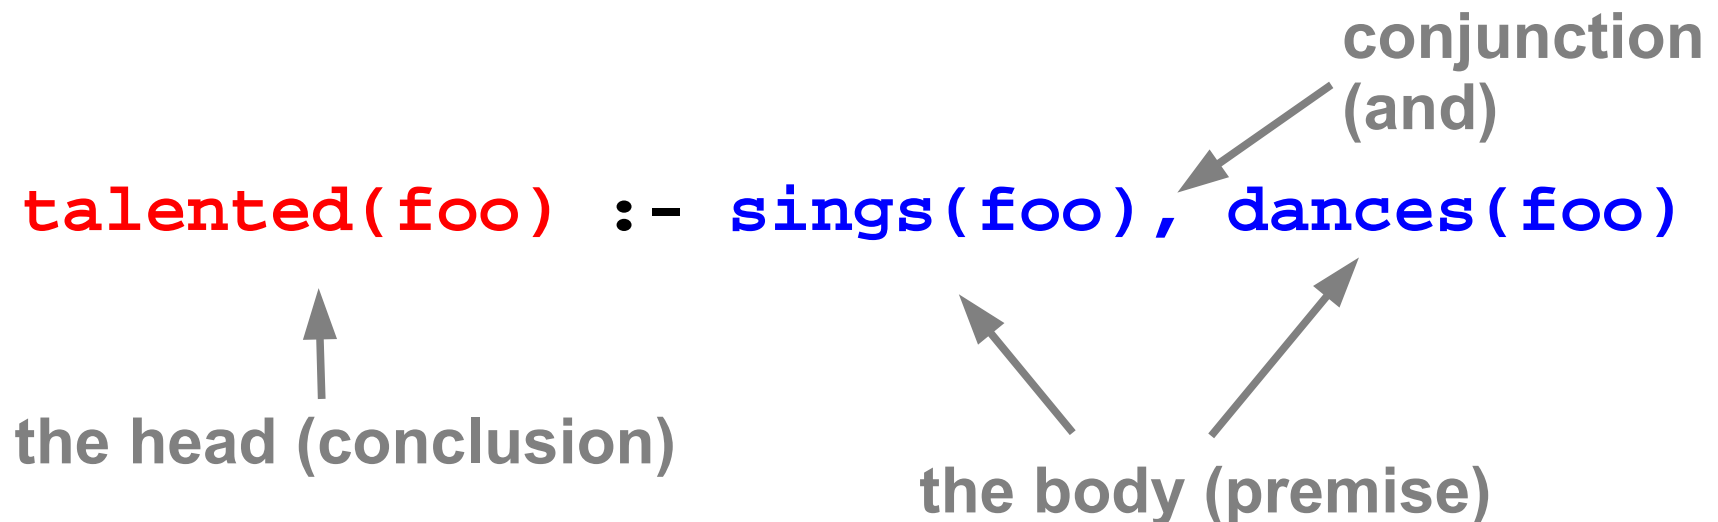 conjunction
(and)
talented(foo) :- sings(foo), dances(foo)
the head (conclusion)
the body (premise)